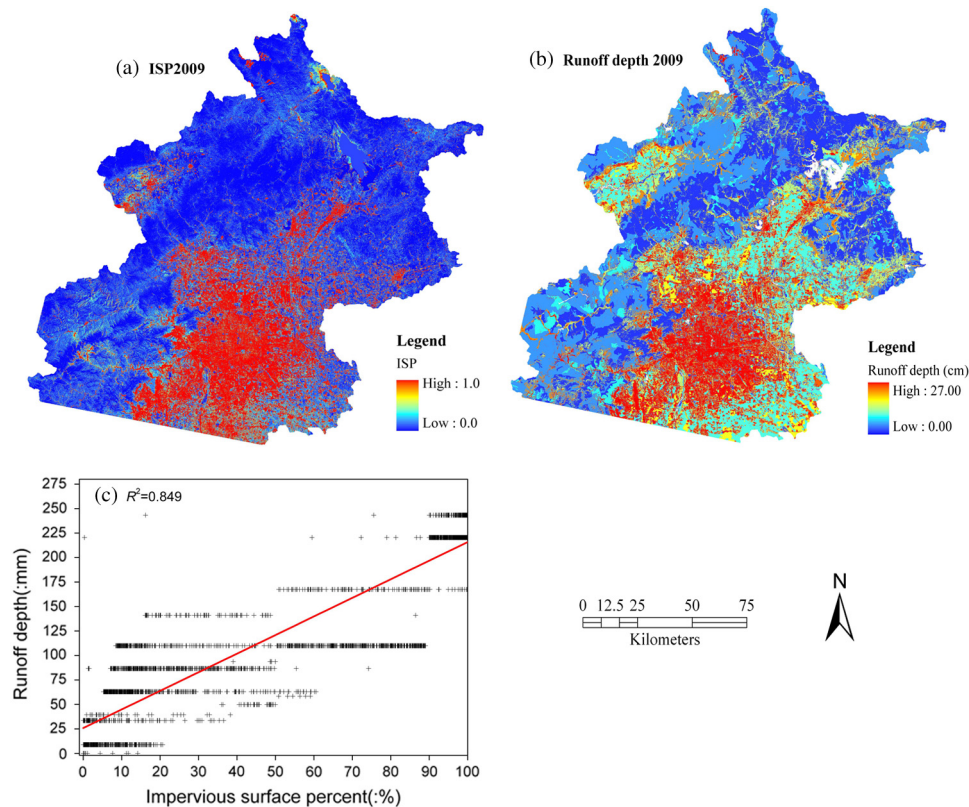 (a) ISP2009
Legend
ISP
High : 1.0
Low : 0.0
(b) Runoff depth 2009
Legend
Runoff depth (cm)
High : 27.00
Low : 0.00
(c) R²=0.849
Runoff depth(:mm)
275
250
225
200
175
150
125
100
75
50
25
0
0 10 20 30 40 50 60 70 80 90 100
Impervious surface percent(:%)
0 12.5 25 50 75
Kilometers
N